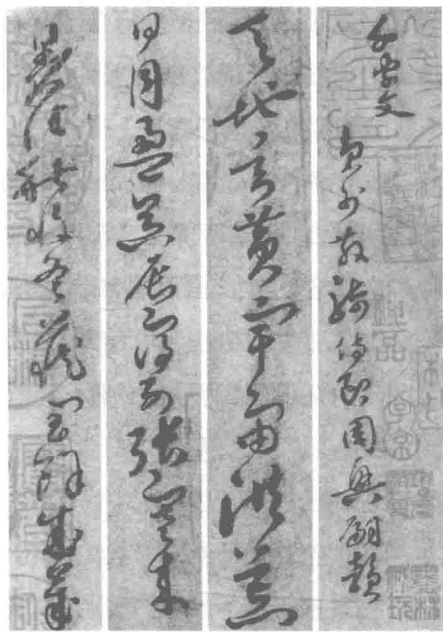 千字文
員外散騎侍郎周興嗣韻
天地玄黃宇宙洪荒
日月盈昃辰宿列張寒來
暑往秋收冬藏閏餘成歲